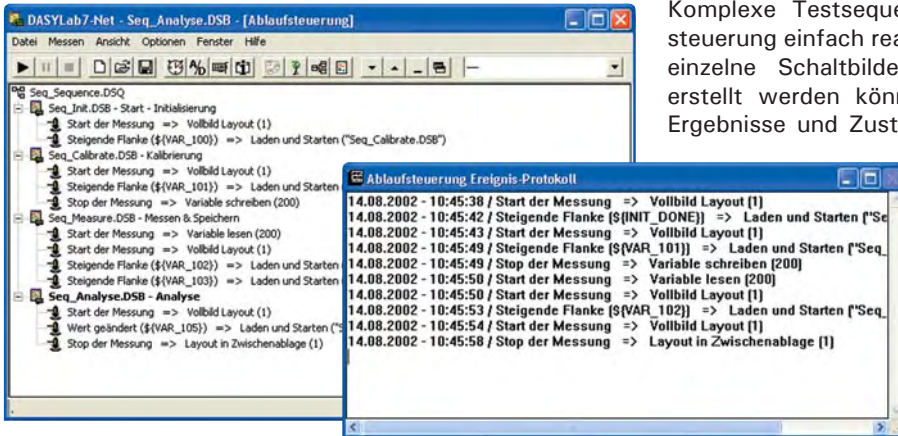 DASYLab7-Net - Seq_Analyse.DSB - [Ablaufsteuerung]
Datei Messen Ansicht Optionen Fenster Hilfe
Seq_Sequence.DSQ
Seq_Init.DSB - Start - Initialisierung
Start der Messung => Vollbild Layout (1)
Steigende Flanke (${VAR_100}) => Laden und Starten ("Seq_Calibrate.DSB")
Seq_Calibrate.DSB - Kalibrierung
Start der Messung => Vollbild Layout (1)
Steigende Flanke (${VAR_101}) => Laden und Starten
Stop der Messung => Variable schreiben (200)
Seq_Measure.DSB - Messen & Speichern
Start der Messung => Variable lesen (200)
Start der Messung => Vollbild Layout (1)
Steigende Flanke (${VAR_102}) => Laden und Starten
Steigende Flanke (${VAR_103}) => Laden und Starten
Seq_Analyse.DSB - Analyse
Start der Messung => Vollbild Layout (1)
Wert geändert (${VAR_105}) => Laden und Starten ("S
Stop der Messung => Layout in Zwischenablage (1)
Komplexe Testseque
steuerung einfach rea
einzelne Schaltbilde
erstellt werden könn
Ergebnisse und Zust
Ablaufsteuerung Ereignis-Protokoll
14.08.2002 - 10:45:38 / Start der Messung => Vollbild Layout (1)
14.08.2002 - 10:45:42 / Steigende Flanke (${INIT_DONE}) => Laden und Starten ("Se
14.08.2002 - 10:45:43 / Start der Messung => Vollbild Layout (1)
14.08.2002 - 10:45:49 / Steigende Flanke (${VAR_101}) => Laden und Starten ("Seq_
14.08.2002 - 10:45:49 / Stop der Messung => Variable schreiben (200)
14.08.2002 - 10:45:50 / Start der Messung => Variable lesen (200)
14.08.2002 - 10:45:50 / Start der Messung => Vollbild Layout (1)
14.08.2002 - 10:45:53 / Steigende Flanke (${VAR_102}) => Laden und Starten ("Seq_
14.08.2002 - 10:45:54 / Start der Messung => Vollbild Layout (1)
14.08.2002 - 10:45:58 / Stop der Messung => Layout in Zwischenablage (1)